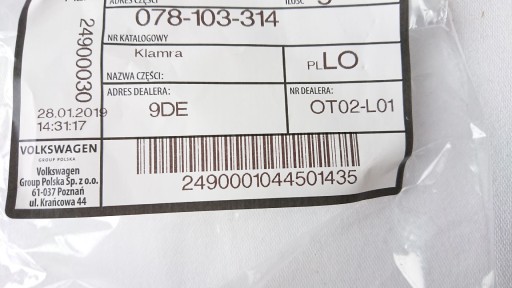 ADRES CZĘŚCI
ILOŚĆ
078-103-314
NR KATALOGOWY
Klamra
NAZWA CZĘŚCI:
PLLO
ADRES DEALERA:
9DE
NR DEALERA:
OT02-L01
24900030
28.01.2019
14:31:17
VOLKSWAGEN
GROUP POLSKA
Volkswagen
Group Polska Sp. z o.o.
61-037 Poznań
ul. Krańcowa 44
2490001044501435